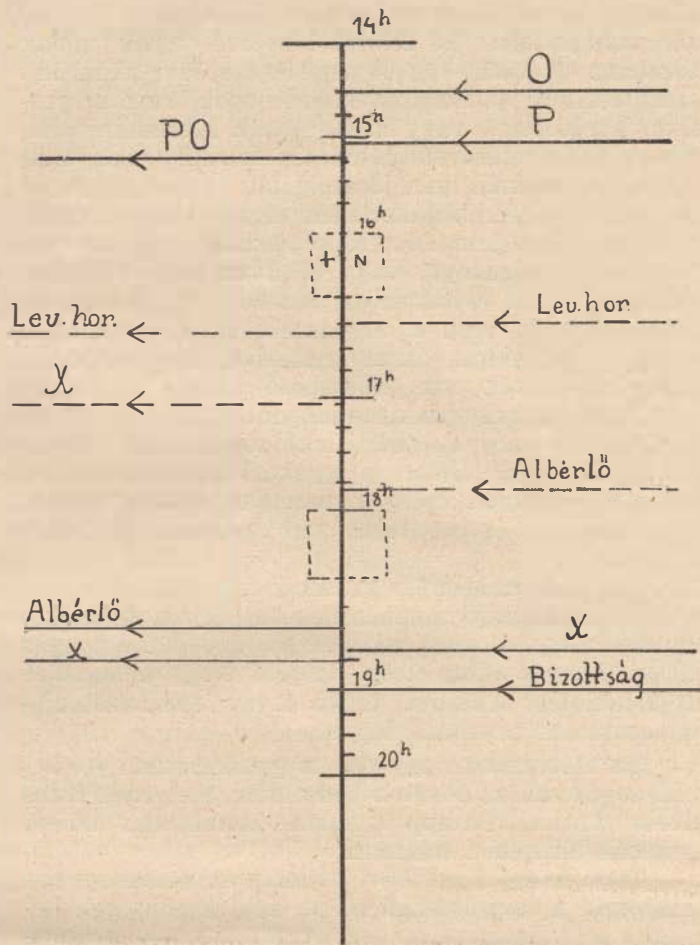 14h
O
15h
P
PO
16h
+ N
Lev. hor.
Lev. hor.
X
17h
Albérlő
18h
Albérlő
x
x
19h
Bizottság
20h